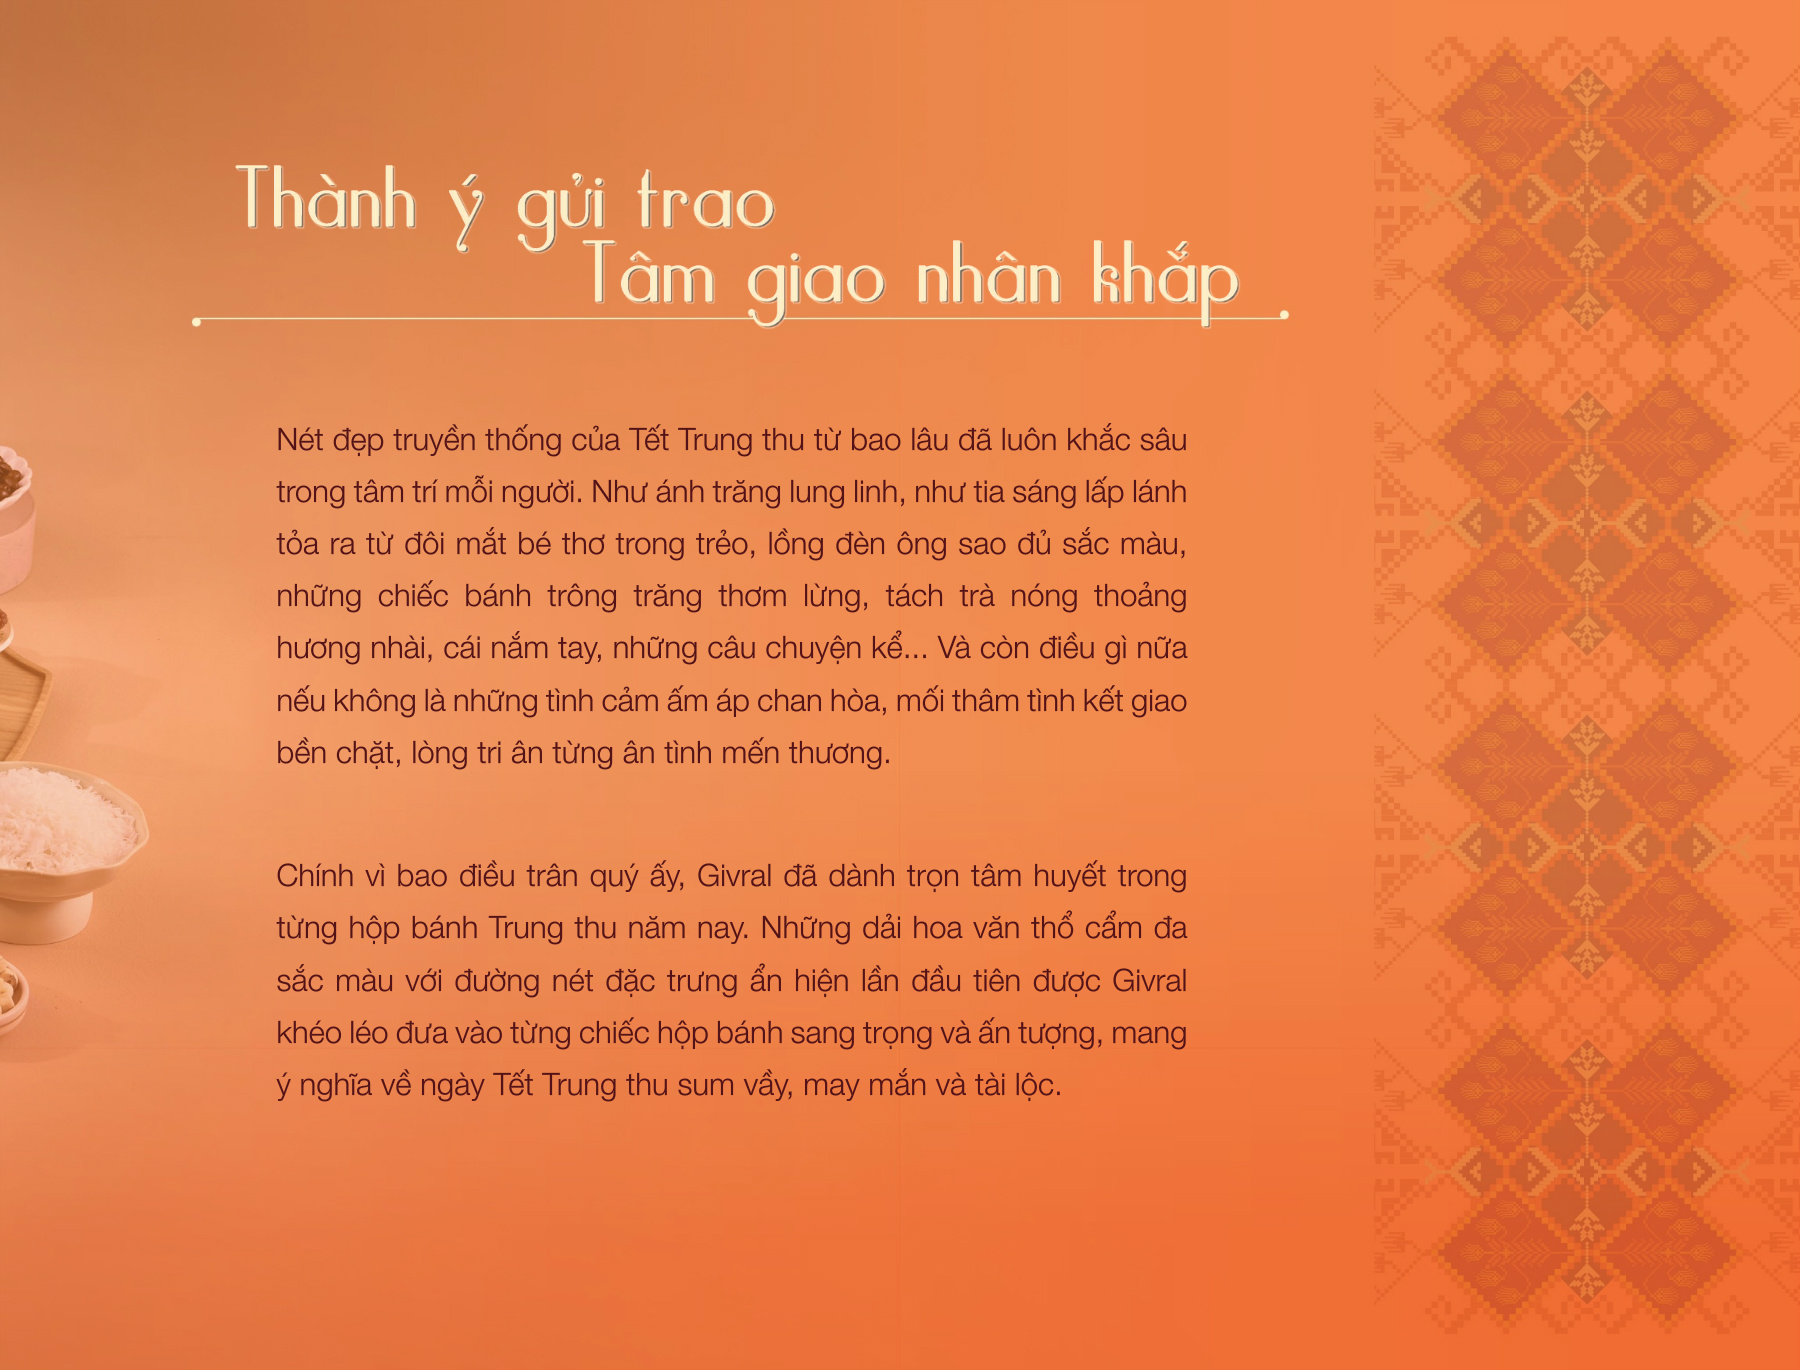 Thành ý gửi trao
Tâm giao nhân khắp
Nét đẹp truyền thống của Tết Trung thu từ bao lâu đã luôn khắc sâu
trong tâm trí mỗi người. Như ánh trăng lung linh, như tia sáng lấp lánh
tỏa ra từ đôi mắt bé thơ trong trẻo, lồng đèn ông sao đủ sắc màu,
những chiếc bánh trông trăng thơm lừng, tách trà nóng thoảng
hương nhài, cái nắm tay, những câu chuyện kể... Và còn điều gì nữa
nếu không là những tình cảm ấm áp chan hòa, mối thâm tình kết giao
bền chặt, lòng tri ân từng ân tình mến thương.
Chính vì bao điều trân quý ấy, Givral đã dành trọn tâm huyết trong
từng hộp bánh Trung thu năm nay. Những dải hoa văn thổ cẩm đa
sắc màu với đường nét đặc trưng ẩn hiện lần đầu tiên được Givral
khéo léo đưa vào từng chiếc hộp bánh sang trọng và ấn tượng, mang
ý nghĩa về ngày Tết Trung thu sum vầy, may mắn và tài lộc.